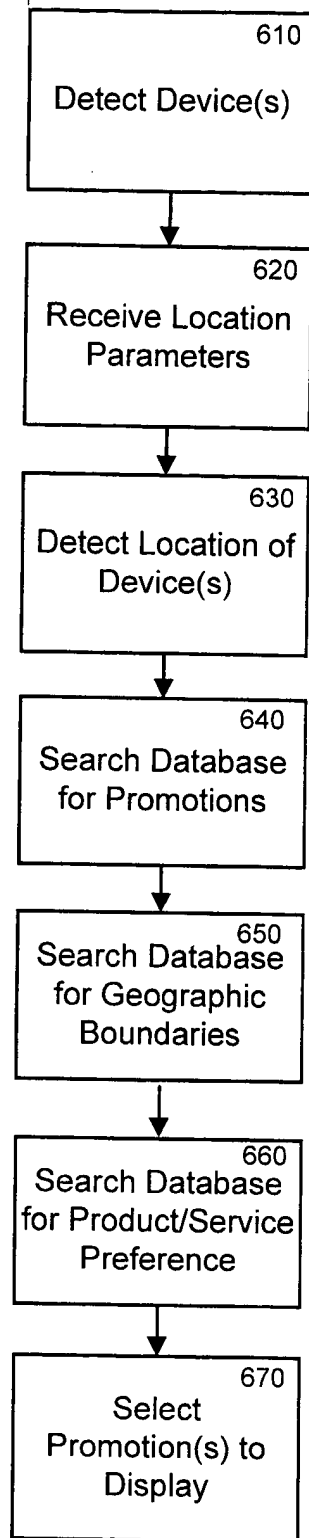 610
Detect Device(s)
620
Receive Location
Parameters
630
Detect Location of
Device(s)
640
Search Database
for Promotions
650
Search Database
for Geographic
Boundaries
660
Search Database
for Product/Service
Preference
670
Select
Promotion(s) to
Display